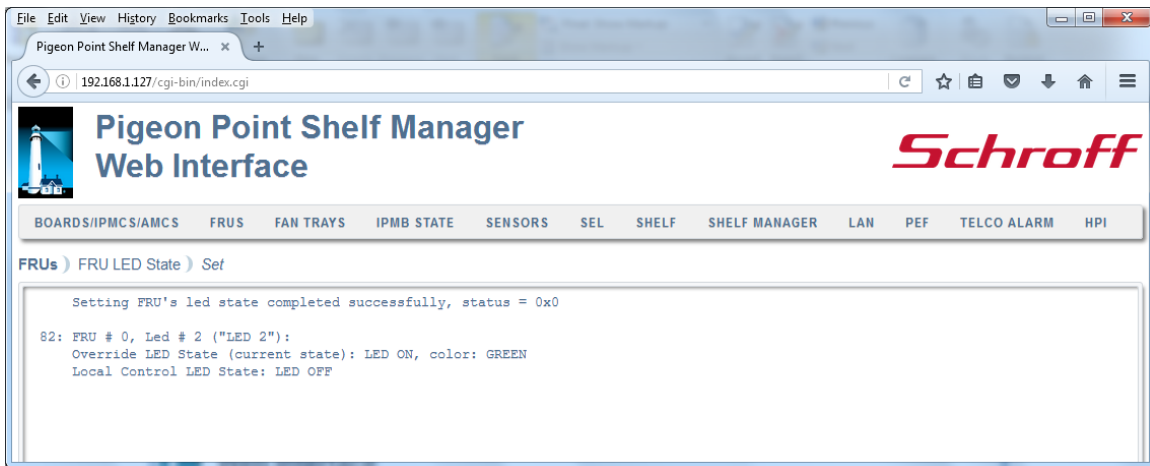 File Edit View History Bookmarks Tools Help
Pigeon Point Shelf Manager W... × +
192.168.1.127/cgi-bin/index.cgi
Pigeon Point Shelf Manager
Web Interface
Schroff
BOARDS/IPMCS/AMCS FRUS FAN TRAYS IPMB STATE SENSORS SEL SHELF SHELF MANAGER LAN PEF TELCO ALARM HPI
FRUs ) FRU LED State ) Set
Setting FRU's led state completed successfully, status = 0x0
82: FRU # 0, Led # 2 ("LED 2"):
Override LED State (current state): LED ON, color: GREEN
Local Control LED State: LED OFF